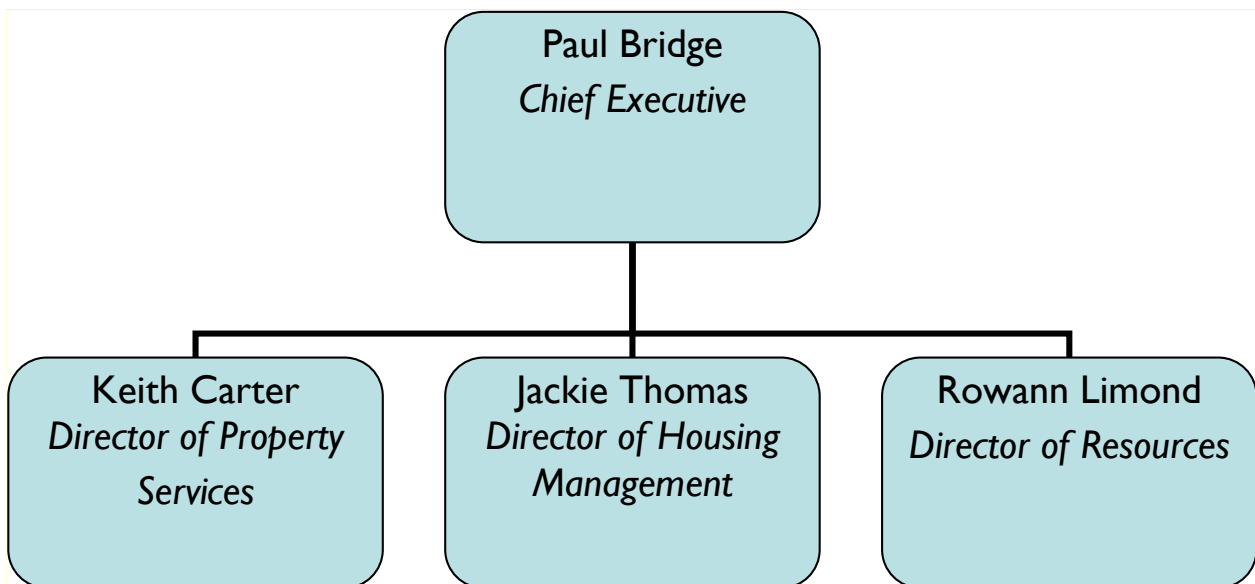 Paul Bridge
Chief Executive
Keith Carter
Director of Property
Services
Jackie Thomas
Director of Housing
Management
Rowann Limond
Director of Resources